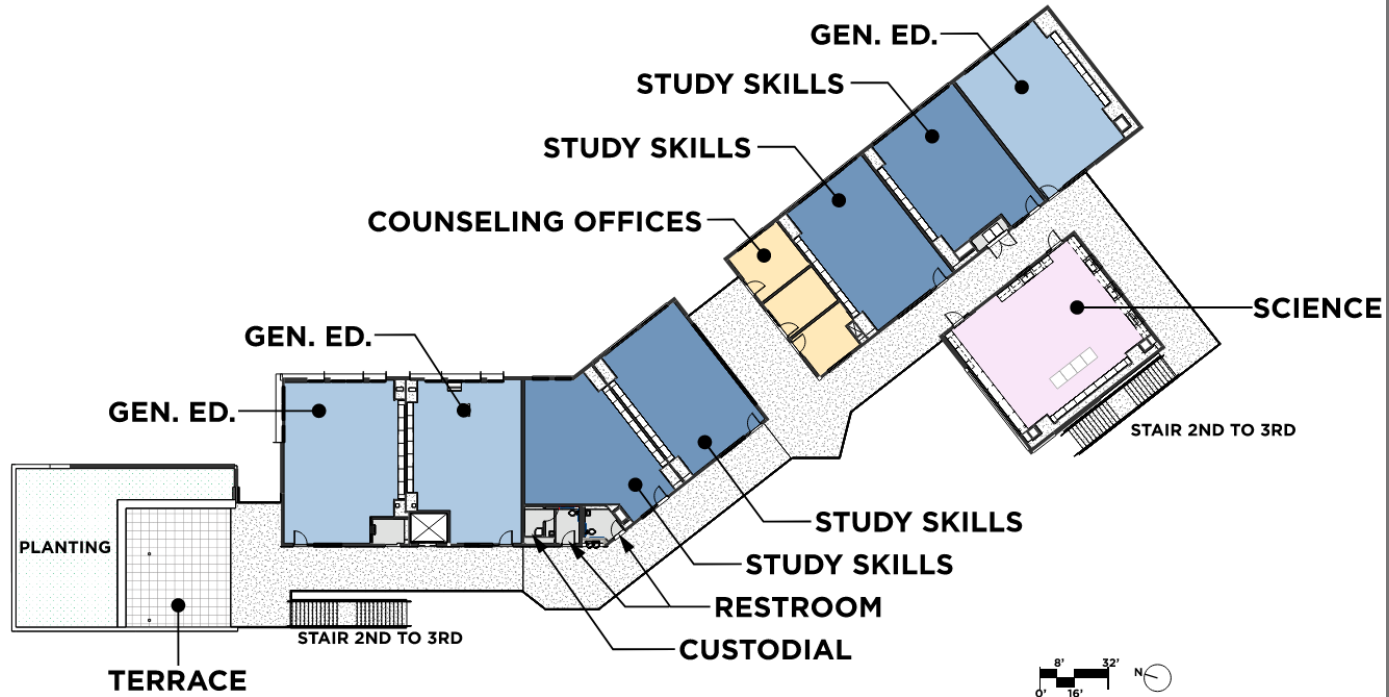 GEN. ED.
STUDY SKILLS
STUDY SKILLS
COUNSELING OFFICES
SCIENCE
GEN. ED.
GEN. ED.
STAIR 2ND TO 3RD
STUDY SKILLS
PLANTING
STUDY SKILLS
RESTROOM
STAIR 2ND TO 3RD
CUSTODIAL
TERRACE
8' 32'
N
0' 16'